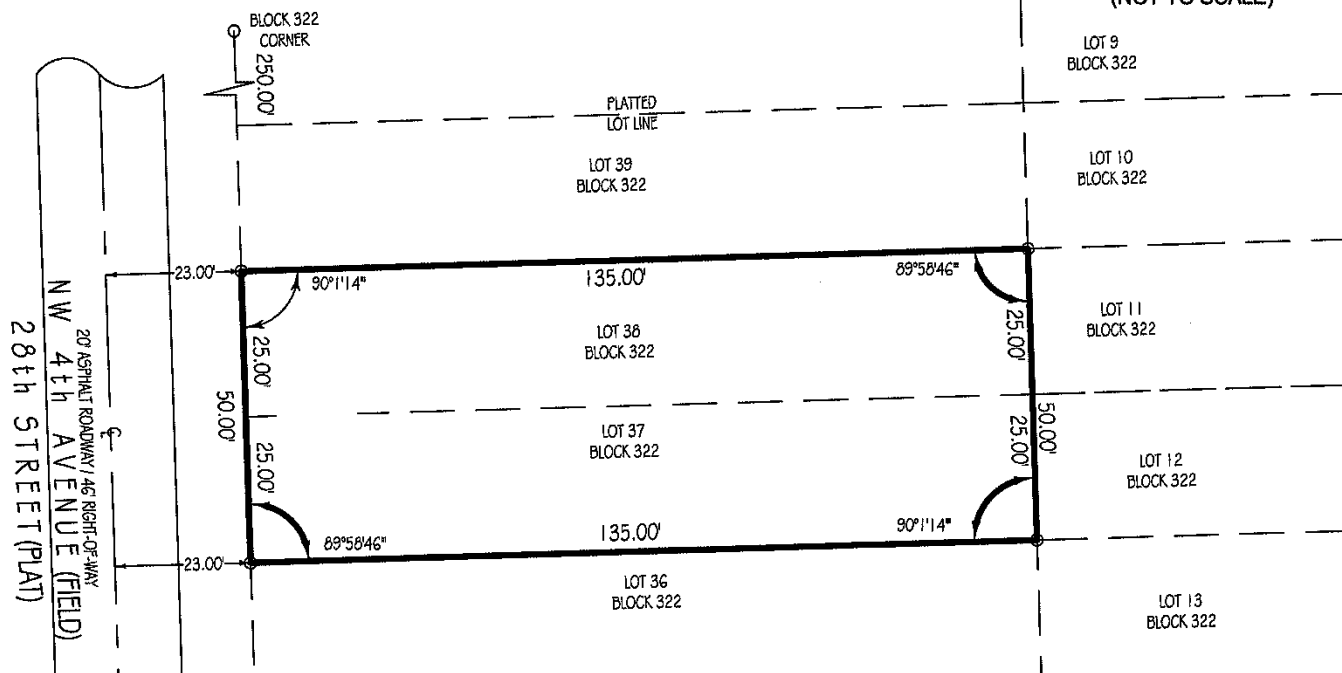 (NOT TO SCALE)
BLOCK 322
CORNER
250.00'
LOT 9
BLOCK 322
PLATTED
LOT LINE
LOT 39
BLOCK 322
LOT 10
BLOCK 322
23.00'
90°1'14"
135.00'
89°58'46"
25.00'
LOT 38
BLOCK 322
25.00'
LOT 11
BLOCK 322
50.00'
50.00'
25.00'
LOT 37
BLOCK 322
25.00'
LOT 12
BLOCK 322
89°58'46"
135.00'
90°1'14"
23.00'
LOT 36
BLOCK 322
LOT 13
BLOCK 322
20' ASPHALT ROADWAY / 46' RIGHT-OF-WAY
NW 4th AVENUE (FIELD)
28th STREET (PLAT)